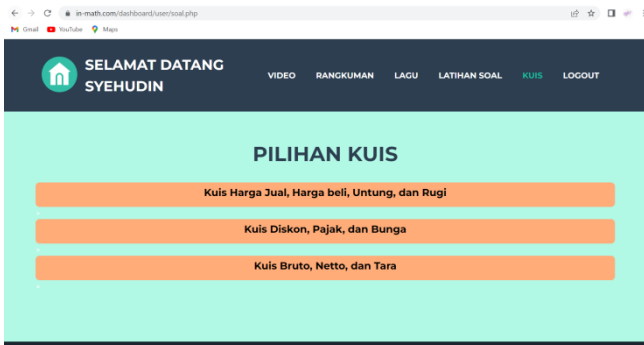 in-math.com/dashboard/user/soal.php
Gmail YouTube Maps
SELAMAT DATANG
SYEHUDIN
VIDEO RANGKUMAN LAGU LATIHAN SOAL KUIS LOGOUT
PILIHAN KUIS
Kuis Harga Jual, Harga beli, Untung, dan Rugi
Kuis Diskon, Pajak, dan Bunga
Kuis Bruto, Netto, dan Tara